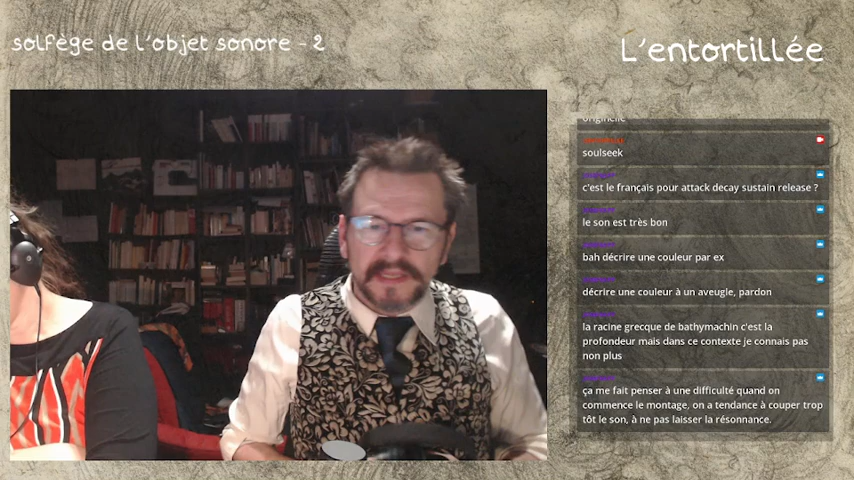 solfège de l'objet sonore - 2
L'entortillée
originelle
soulseek
c'est le français pour attack decay sustain release ?
le son est très bon
bah décrire une couleur par ex
décrire une couleur à un aveugle, pardon
la racine grecque de bathymachin c'est la
profondeur mais dans ce contexte je connais pas
non plus
ça me fait penser à une difficulté quand on
commence le montage, on a tendance à couper trop
tôt le son, à ne pas laisser la résonnance.